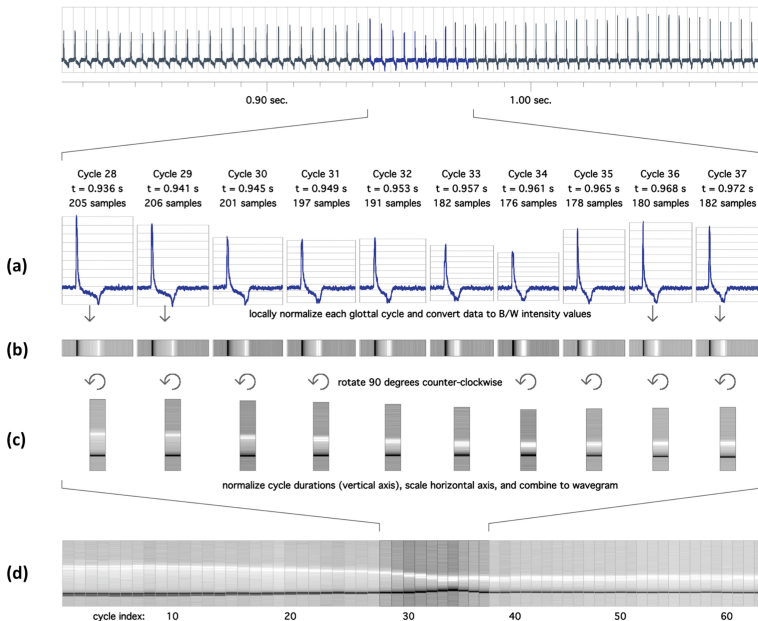 0.90 sec. 1.00 sec.
Cycle 28 Cycle 29 Cycle 30 Cycle 31 Cycle 32 Cycle 33 Cycle 34 Cycle 35 Cycle 36 Cycle 37
t = 0.936 s t = 0.941 s t = 0.945 s t = 0.949 s t = 0.953 s t = 0.957 s t = 0.961 s t = 0.965 s t = 0.968 s t = 0.972 s
205 samples 206 samples 201 samples 197 samples 191 samples 182 samples 176 samples 178 samples 180 samples 182 samples
(a)
locally normalize each glottal cycle and convert data to B/W intensity values
(b)
rotate 90 degrees counter-clockwise
(c)
normalize cycle durations (vertical axis), scale horizontal axis, and combine to wavegram
(d)
cycle index: 10 20 30 40 50 60